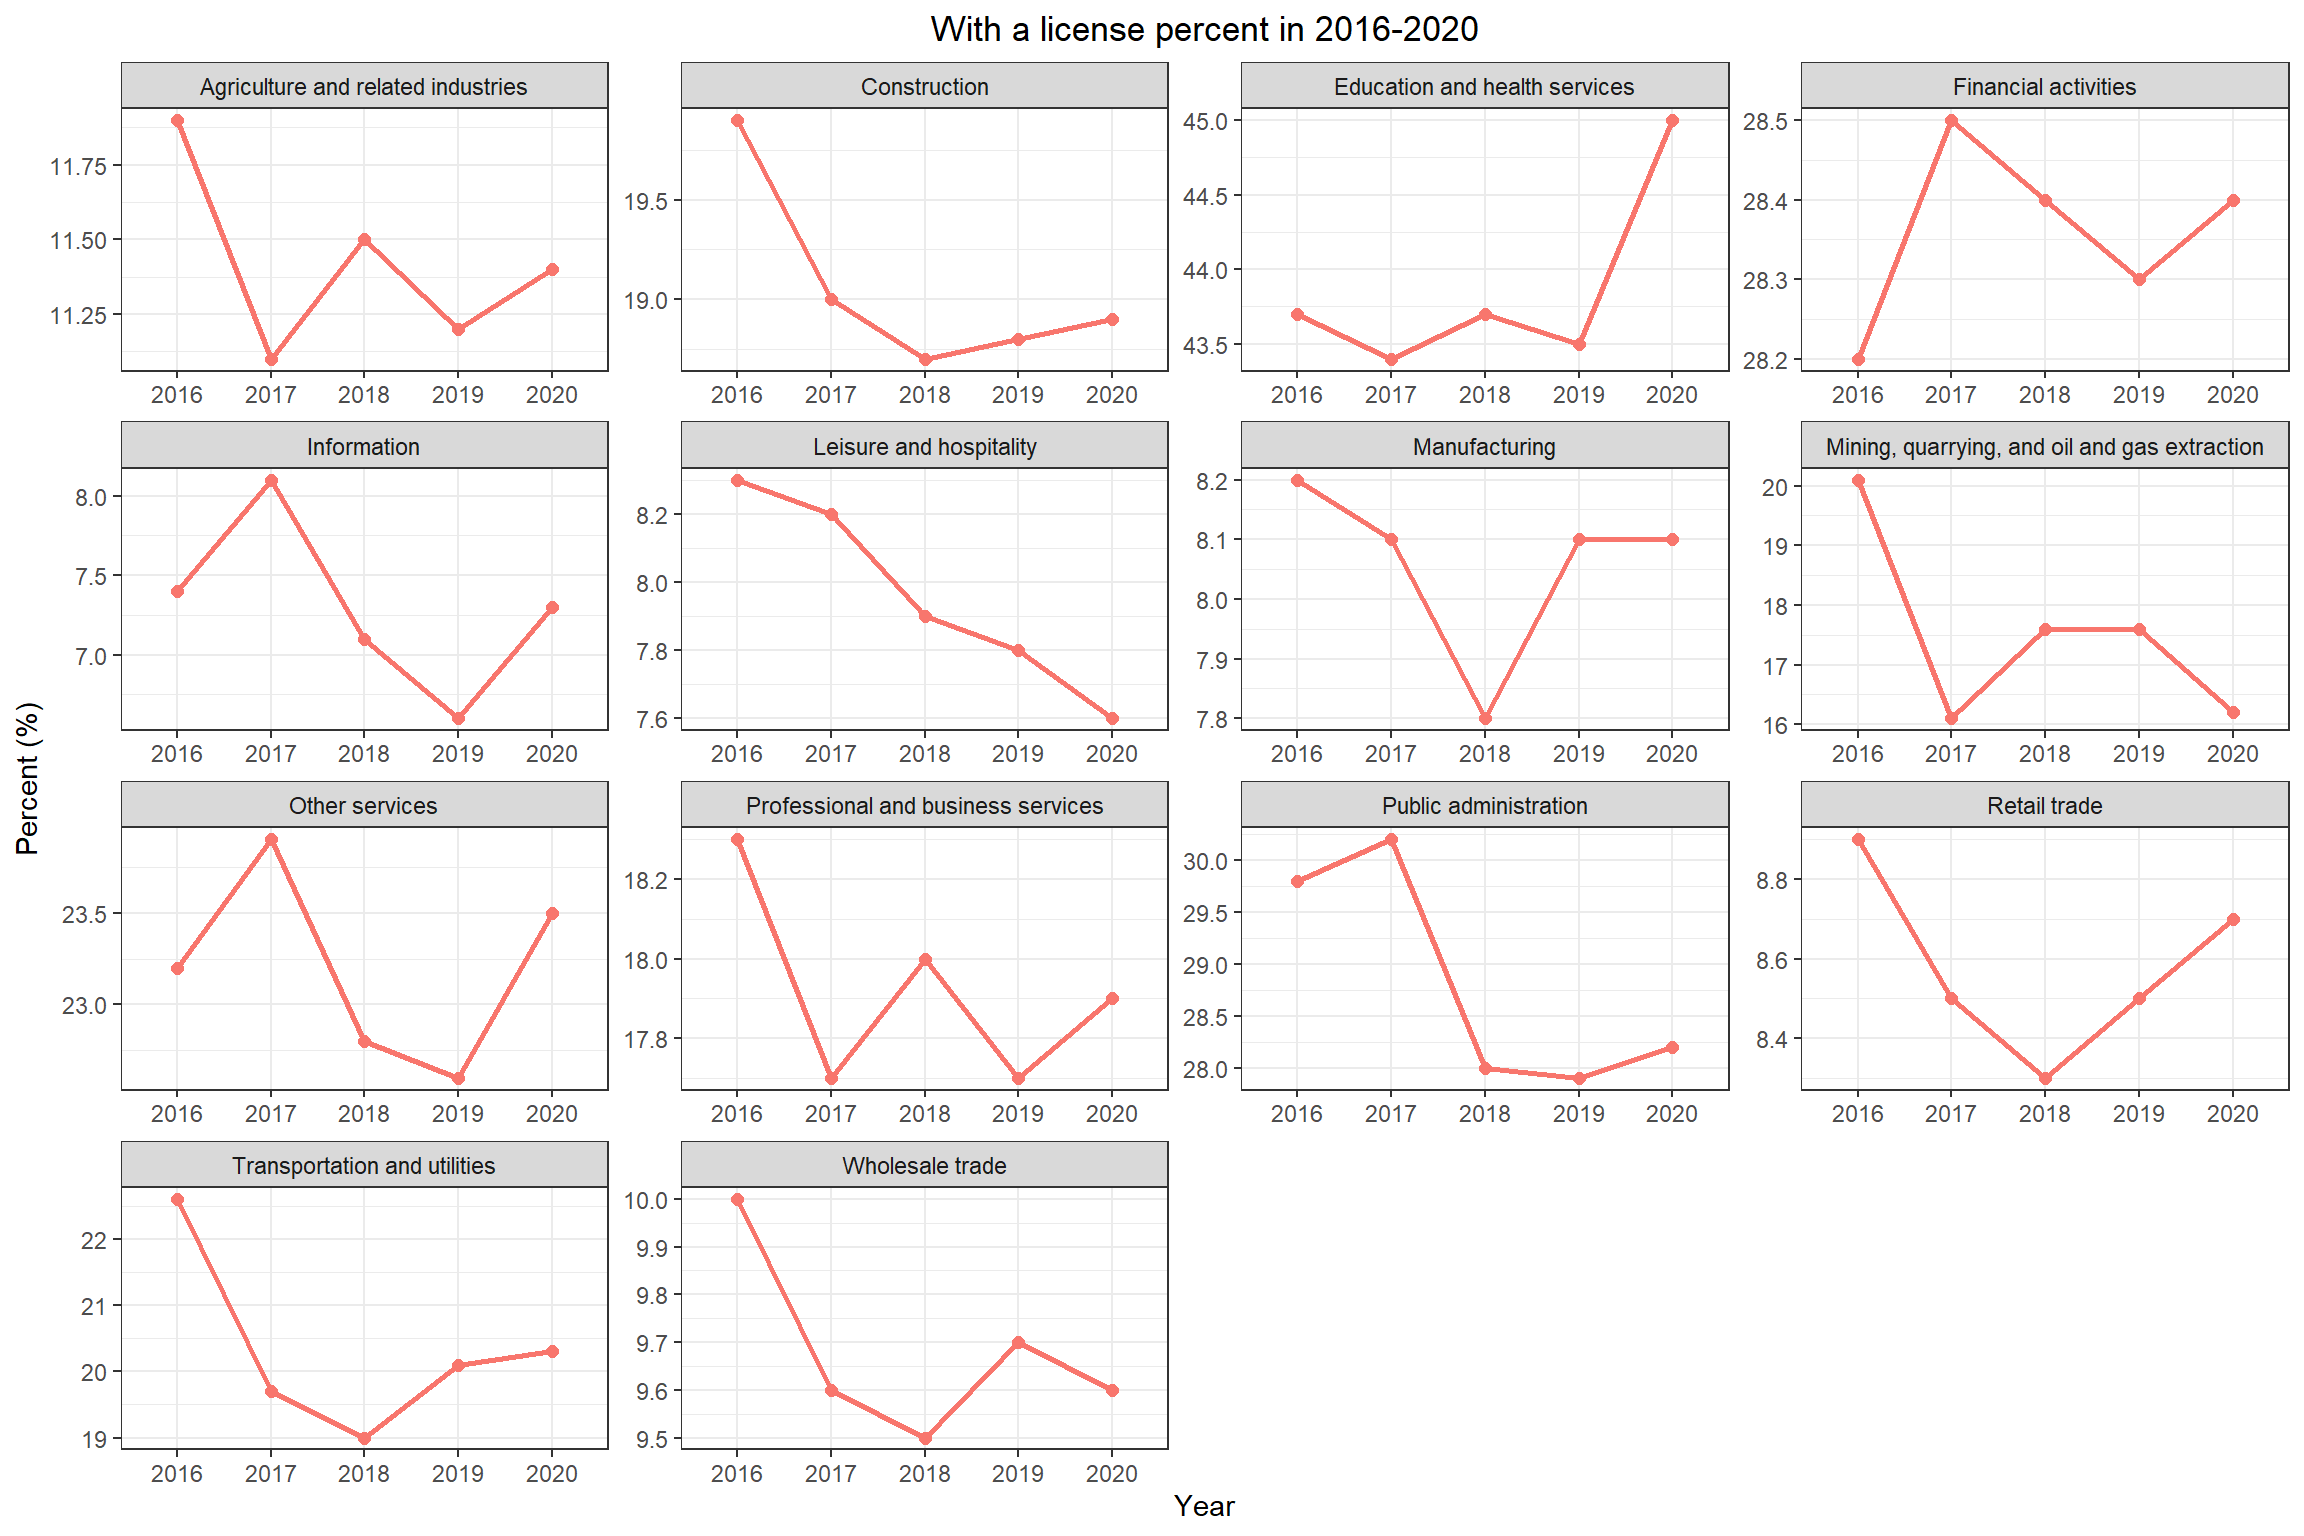 With a license percent in 2016-2020
Agriculture and related industries
Construction
Education and health services
Financial activities
11.75
11.50
11.25
2016 2017 2018 2019 2020
19.5
19.0
2016 2017 2018 2019 2020
45.0
44.5
44.0
43.5
2016 2017 2018 2019 2020
28.5
28.4
28.3
28.2
2016 2017 2018 2019 2020
Information
Leisure and hospitality
Manufacturing
Mining, quarrying, and oil and gas extraction
8.0
7.5
7.0
2016 2017 2018 2019 2020
8.2
8.0
7.8
7.6
2016 2017 2018 2019 2020
8.2
8.1
8.0
7.9
7.8
2016 2017 2018 2019 2020
20
19
18
17
16
2016 2017 2018 2019 2020
Percent (%)
Other services
Professional and business services
Public administration
Retail trade
23.5
23.0
2016 2017 2018 2019 2020
18.2
18.0
17.8
2016 2017 2018 2019 2020
30.0
29.5
29.0
28.5
28.0
2016 2017 2018 2019 2020
8.8
8.6
8.4
2016 2017 2018 2019 2020
Transportation and utilities
Wholesale trade
22
21
20
19
2016 2017 2018 2019 2020
10.0
9.9
9.8
9.7
9.6
9.5
2016 2017 2018 2019 2020
Year